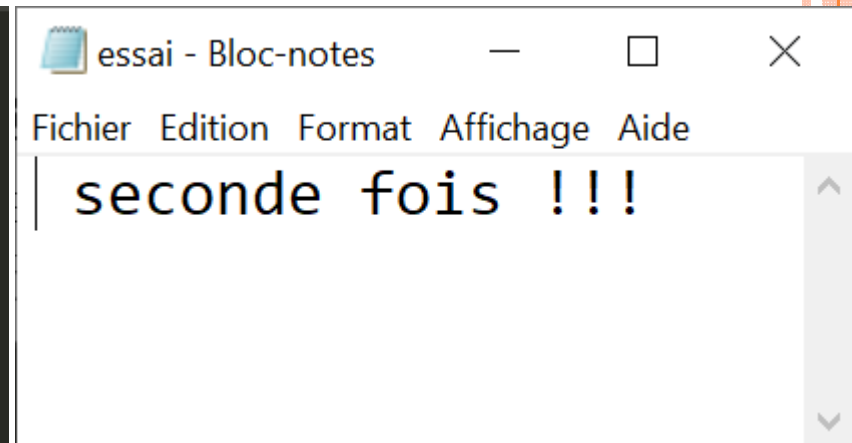 essai - Bloc-notes
Fichier Edition Format Affichage Aide
seconde fois !!!